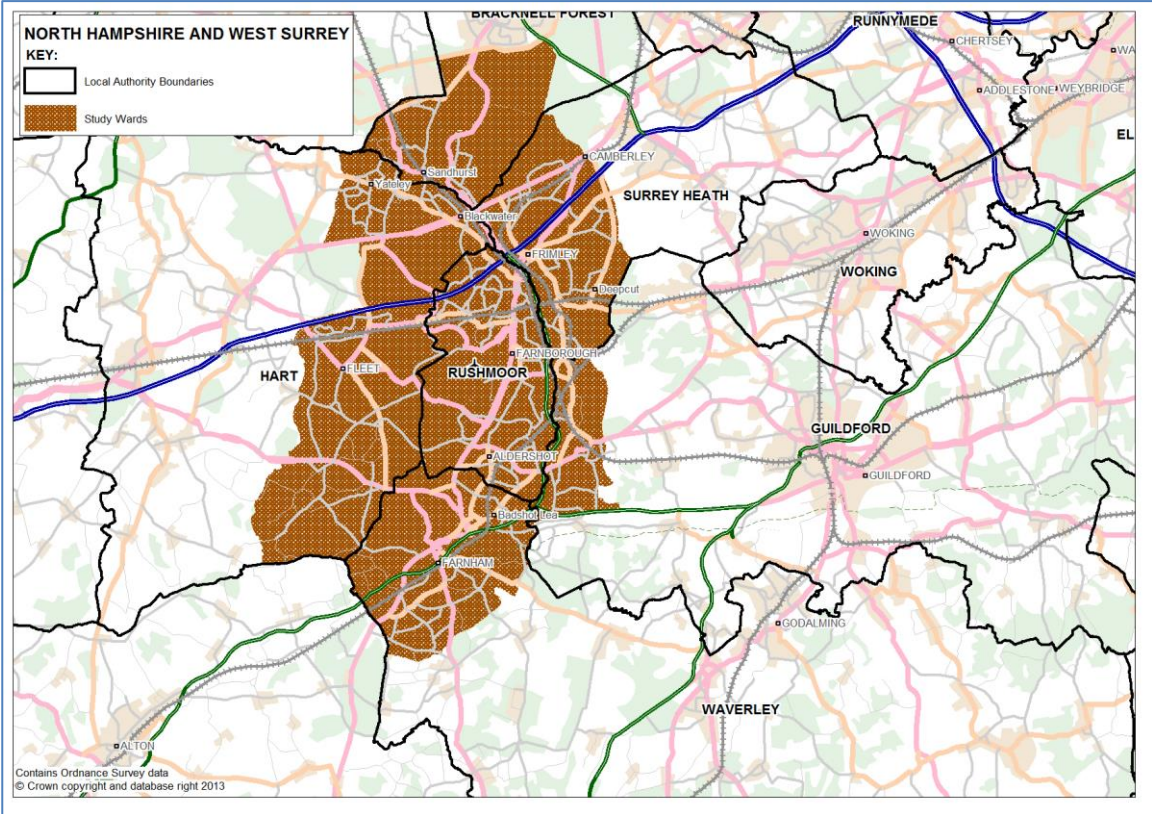 BRACKNELL FOREST
RUNNYMEDE
NORTH HAMPSHIRE AND WEST SURREY
KEY:
Local Authority Boundaries
Study Wards
CHERTSEY
WA
ADDLESTONE
WEYBRIDGE
EL
CAMBERLEY
Sandhurst
Yateley
SURREY HEATH
Blackwater
WOKING
FRIMLEY
WOKING
Deepcut
FARNBOROUGH
HART
FLEET
RUSHMOOR
GUILDFORD
ALDERSHOT
GUILDFORD
Badshot Lea
FARNHAM
GODALMING
WAVERLEY
ALTON
Contains Ordnance Survey data
© Crown copyright and database right 2013